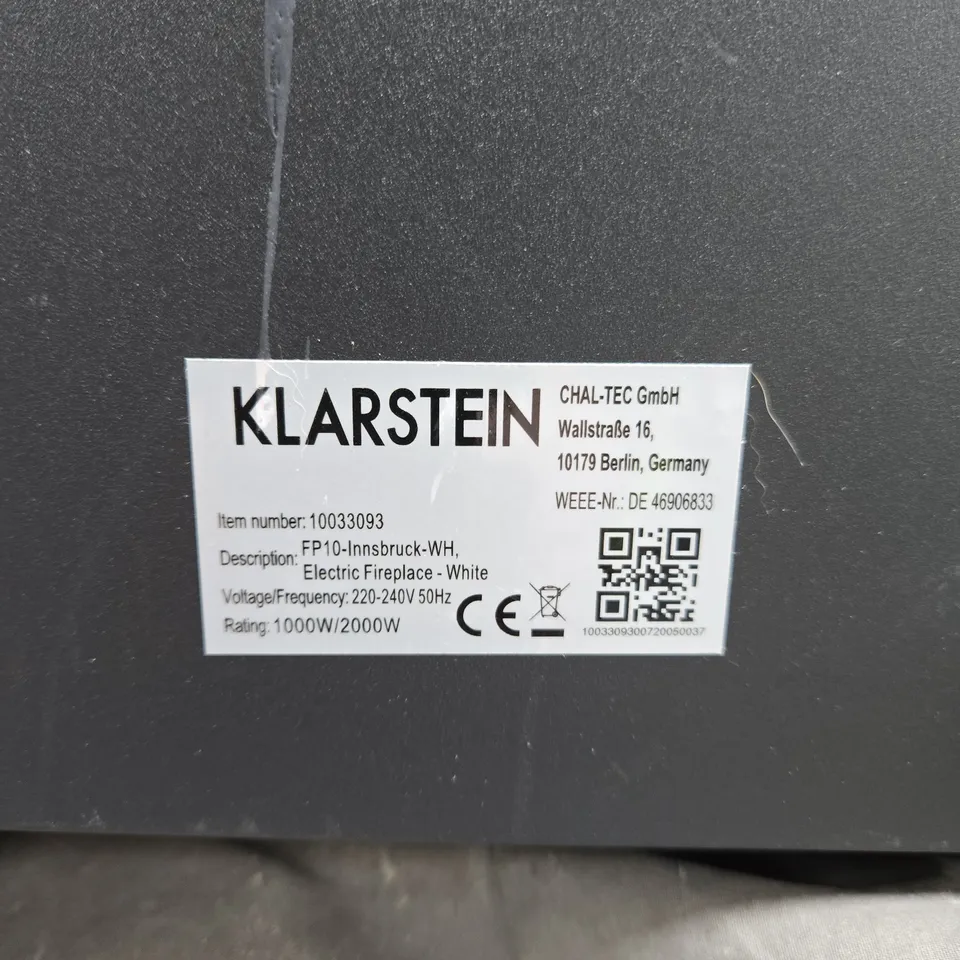 KLARSTEIN
CHAL-TEC GmbH
Wallstraße 16,
10179 Berlin, Germany
WEEE-Nr.: DE 46906833
Item number: 10033093
Description: FP10-Innsbruck-WH,
Electric Fireplace - White
Voltage/Frequency: 220-240V 50Hz
Rating: 1000W/2000W
CE
1003309300720050037